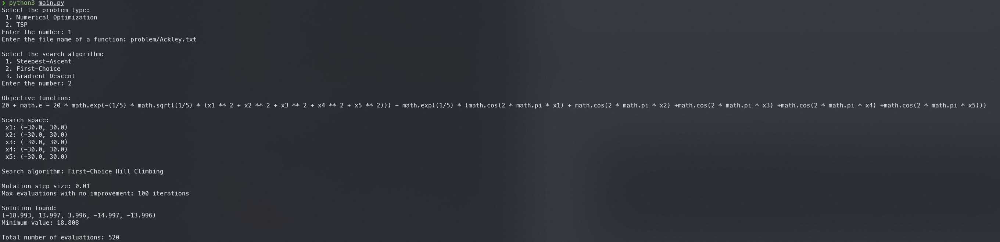 ❯ python3 main.py
Select the problem type:
 1. Numerical Optimization
 2. TSP
Enter the number: 1
Enter the file name of a function: problem/Ackley.txt

Select the search algorithm:
 1. Steepest-Ascent
 2. First-Choice
 3. Gradient Descent
Enter the number: 2

Objective function:
20 + math.e - 20 * math.exp(-(1/5) * math.sqrt((1/5) * (x1 ** 2 + x2 ** 2 + x3 ** 2 + x4 ** 2 + x5 ** 2))) - math.exp((1/5) * (math.cos(2 * math.pi * x1) + math.cos(2 * math.pi * x2) +math.cos(2 * math.pi * x3) +math.cos(2 * math.pi * x4) +math.cos(2 * math.pi * x5)))

Search space:
 x1: (-30.0, 30.0)
 x2: (-30.0, 30.0)
 x3: (-30.0, 30.0)
 x4: (-30.0, 30.0)
 x5: (-30.0, 30.0)

Search algorithm: First-Choice Hill Climbing

Mutation step size: 0.01
Max evaluations with no improvement: 100 iterations

Solution found:
(-18.993, 13.997, 3.996, -14.997, -13.996)
Minimum value: 18.808

Total number of evaluations: 520